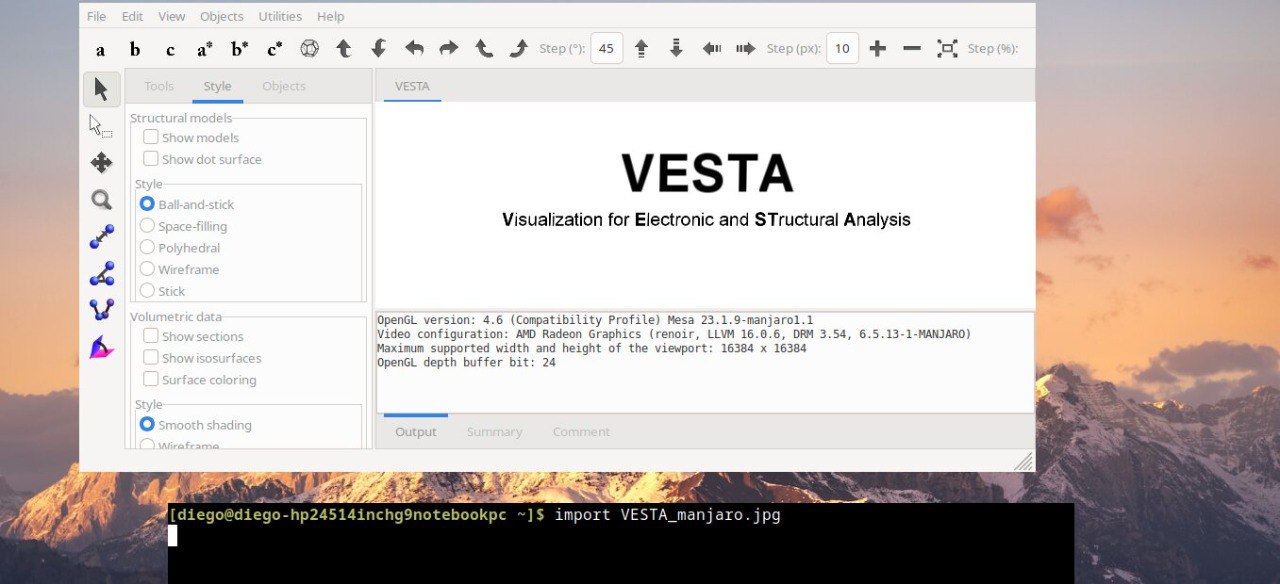 File Edit View Objects Utilities Help
a b c a* b* c* Step (°): 45 Step (px): 10 Step (%):
Tools Style Objects
VESTA
Structural models
Show models
Show dot surface
Style
Ball-and-stick
Space-filling
Polyhedral
Wireframe
Stick
Volumetric data
Show sections
Show isosurfaces
Surface coloring
Style
Smooth shading
Wireframe
VESTA
Visualization for Electronic and STructural Analysis
OpenGL version: 4.6 (Compatibility Profile) Mesa 23.1.9-manjaro1.1
Video configuration: AMD Radeon Graphics (renoir, LLVM 16.0.6, DRM 3.54, 6.5.13-1-MANJARO)
Maximum supported width and height of the viewport: 16384 x 16384
OpenGL depth buffer bit: 24
Output Summary Comment
[diego@diego-hp24514inchg9notebookpc ~]$ import VESTA_manjaro.jpg